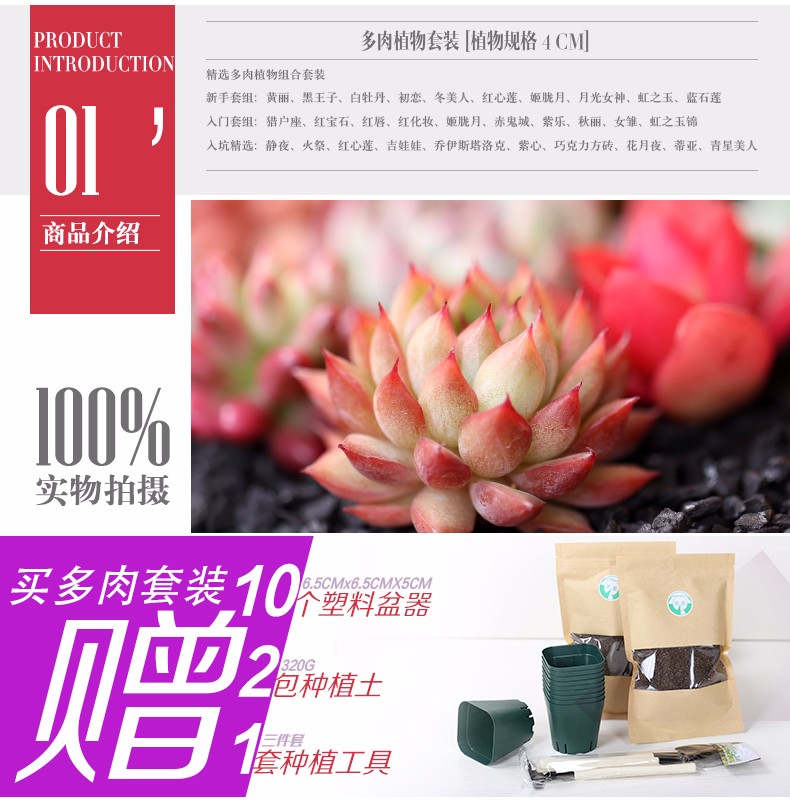 PRODUCT
INTRODUCTION
01 ’
商品介绍
多肉植物套装 [植物规格 4 CM]
精选多肉植物组合套装
新手套组：黄丽、黑王子、白牡丹、初恋、冬美人、红心莲、姬胧月、月光女神、虹之玉、蓝石莲
入门套组：猎户座、红宝石、红唇、红化妆、姬胧月、赤鬼城、紫乐、秋丽、女雏、虹之玉锦
入坑精选：静夜、火祭、红心莲、吉娃娃、乔伊斯塔洛克、紫心、巧克力方砖、花月夜、蒂亚、青星美人
100%
实物拍摄
买多肉套装
赠
6.5CMx6.5CMX5CM
10个塑料盆器
320G
2包种植土
三件套
1套种植工具